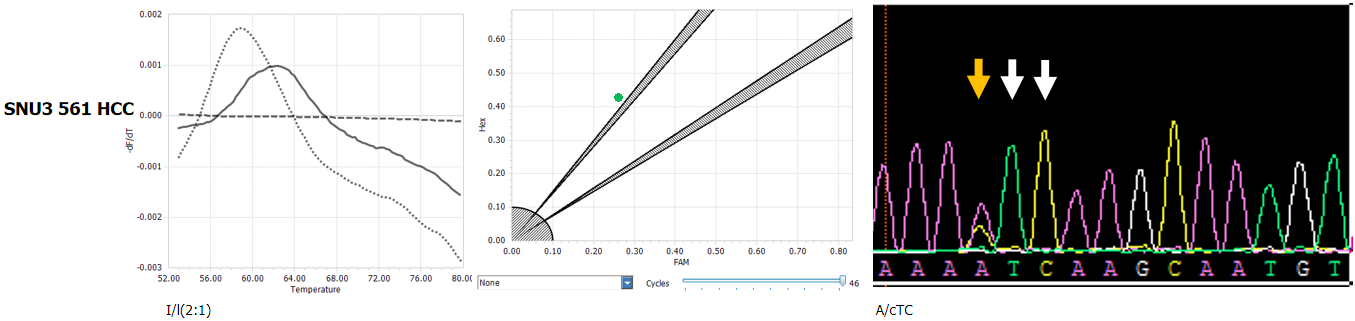 SNU3 561 HCC
0.002
0.001
0.000
-0.001
-0.002
-0.003
-dF/dT
52.00 56.00 60.00 64.00 68.00 72.00 76.00 80.00
Temperature
I/l(2:1)
0.60
0.50
0.40
0.30
0.20
0.10
0.00
Hex
0.00 0.10 0.20 0.30 0.40 0.50 0.60 0.70 0.80
FAM
None Cycles 46
A A A A T C A A G C A A T G T
A/cTC